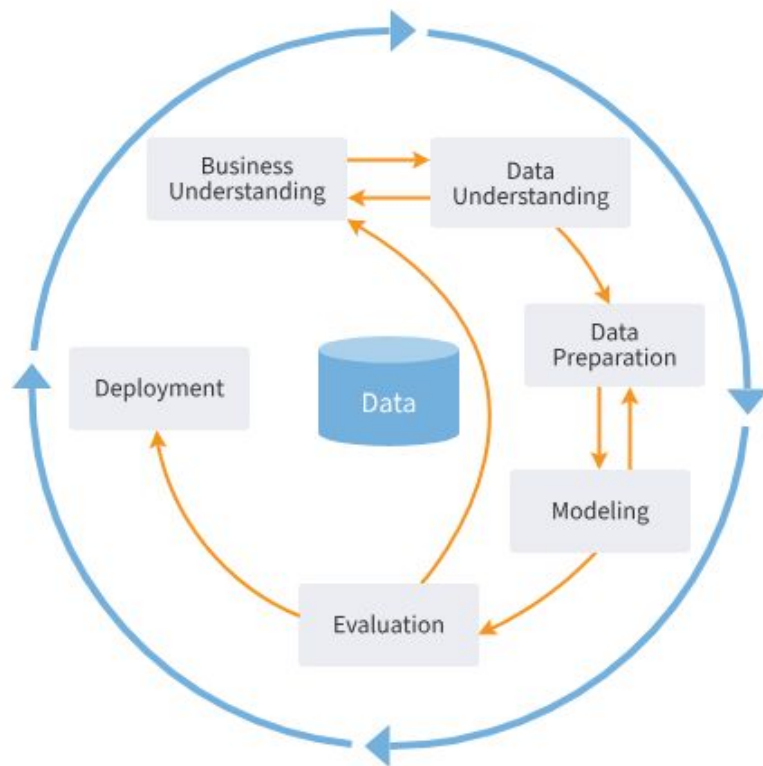 Business
Understanding
Data
Understanding
Data
Preparation
Deployment
Data
Modeling
Evaluation